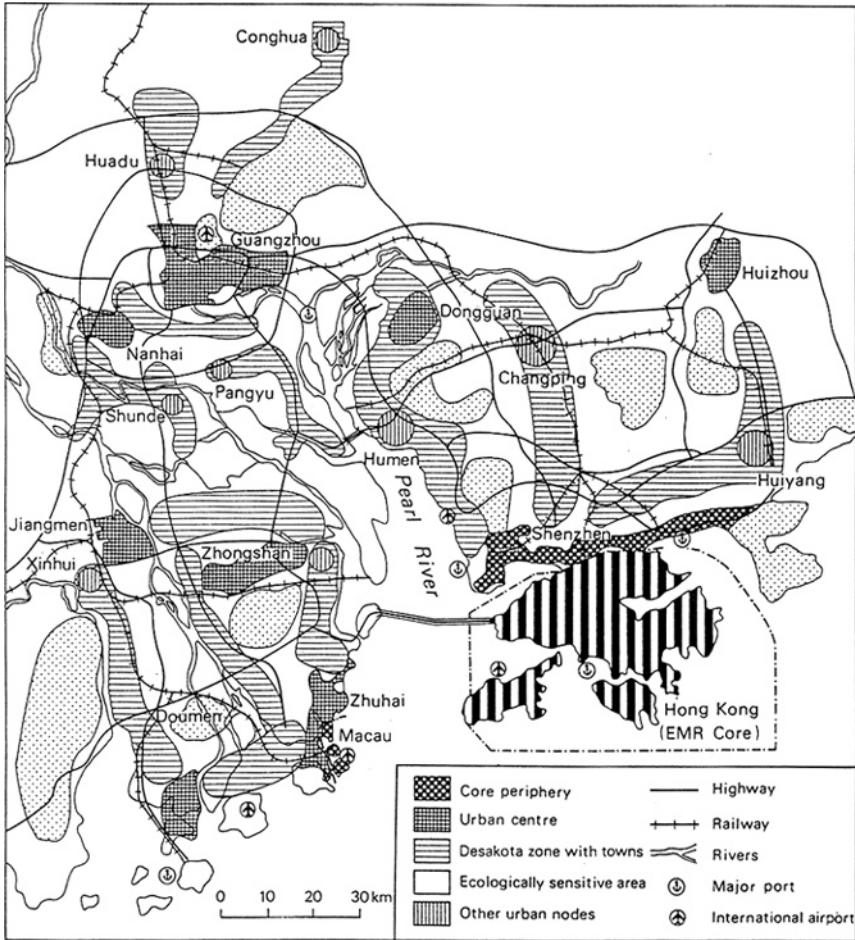 Conghua
Huadu
Guangzhou
Huizhou
Dongguan
Nanhai
Changping
Pangyu
Shunde
Humen
Huiyang
Pearl River
Jiangmen
Shenzhen
Zhongshan
Xinhui
Zhuhai
Doumen
Macau
Hong Kong
(EMR Core)
Core periphery
Urban centre
Desakota zone with towns
Ecologically sensitive area
Other urban nodes
Highway
Railway
Rivers
Major port
International airport
0 10 20 30 km